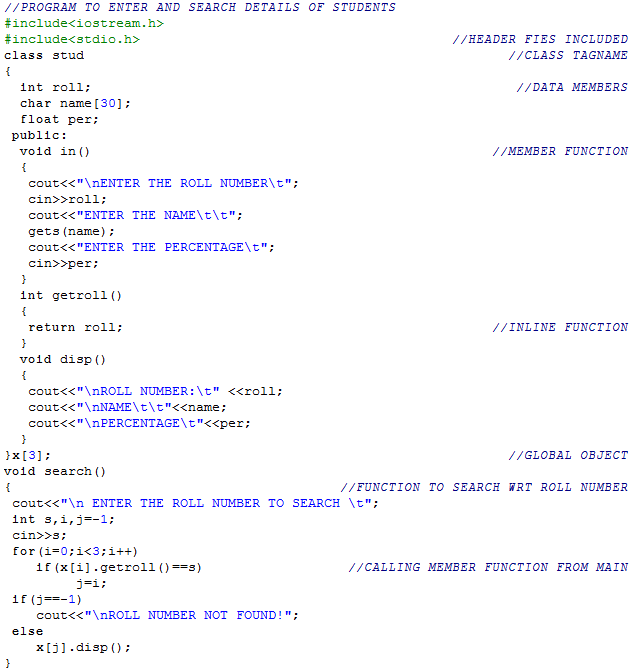 //PROGRAM TO ENTER AND SEARCH DETAILS OF STUDENTS
#include<iostream.h>
#include<stdio.h> //HEADER FIES INCLUDED
class stud //CLASS TAGNAME
{
int roll; //DATA MEMBERS
char name[30];
float per;
public:
void in() //MEMBER FUNCTION
{
cout<<"\nENTER THE ROLL NUMBER\t";
cin>>roll;
cout<<"ENTER THE NAME\t\t";
gets(name);
cout<<"ENTER THE PERCENTAGE\t";
cin>>per;
}
int getroll()
{
return roll; //INLINE FUNCTION
}
void disp()
{
cout<<"\nROLL NUMBER:\t" <<roll;
cout<<"\nNAME\t\t"<<name;
cout<<"\nPERCENTAGE\t"<<per;
}
}x[3]; //GLOBAL OBJECT
void search()
{ //FUNCTION TO SEARCH WRT ROLL NUMBER
cout<<"\n ENTER THE ROLL NUMBER TO SEARCH \t";
int s,i,j=-1;
cin>>s;
for(i=0;i<3;i++)
if(x[i].getroll()==s) //CALLING MEMBER FUNCTION FROM MAIN
j=i;
if(j==-1)
cout<<"\nROLL NUMBER NOT FOUND!";
else
x[j].disp();
}